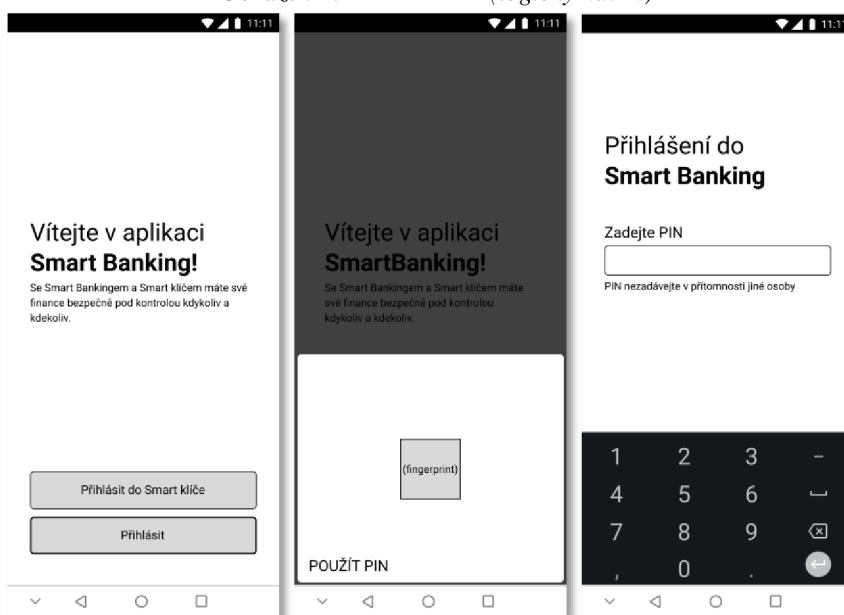 11:11
Vítejte v aplikaci
Smart Banking!
Se Smart Bankingem a Smart klíčem máte své
finance bezpečně pod kontrolou kdykoliv a
kdekoliv.
Přihlásit do Smart klíče
Přihlásit
11:11
Vítejte v aplikaci
SmartBanking!
Se Smart Bankingem a Smart klíčem máte
své finance bezpečně pod kontrolou
kdykoliv a kdekoliv.
(fingerprint)
POUŽÍT PIN
11:11
Přihlášení do
Smart Banking
Zadejte PIN
PIN nezadávejte v přítomnosti jiné osoby
1 2 3 –
4 5 6
7 8 9
, 0 .